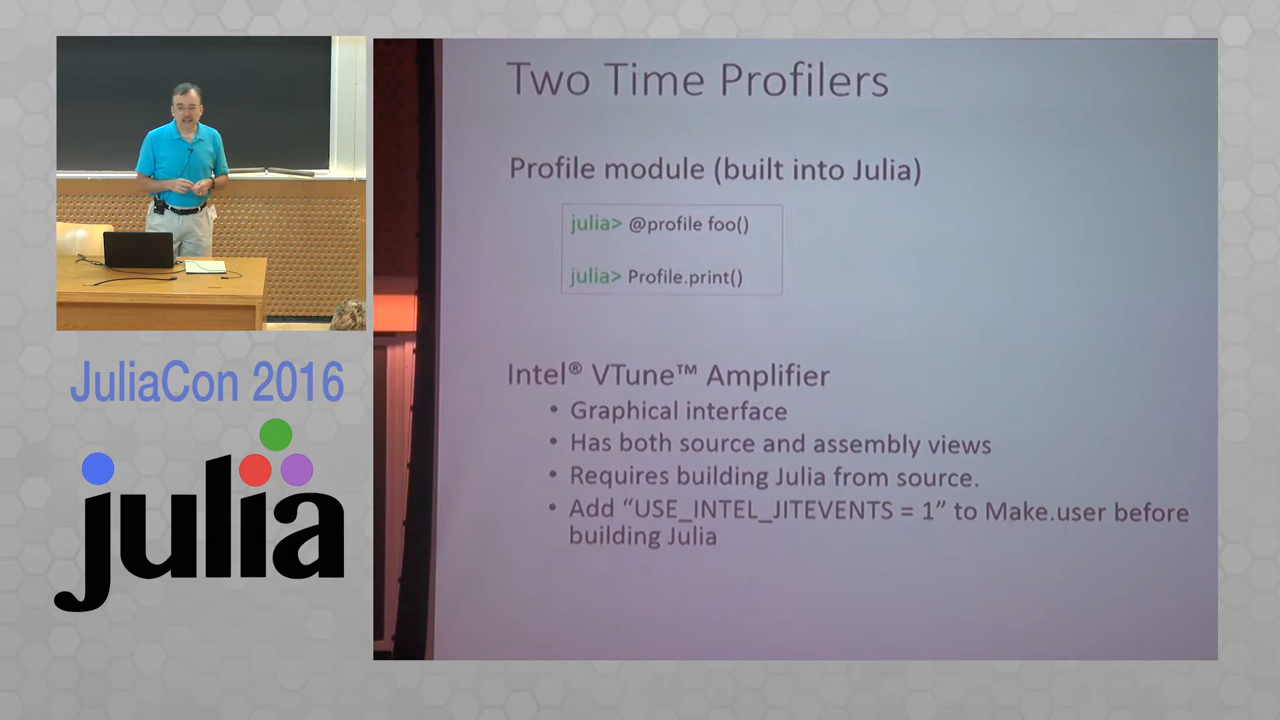 Two Time Profilers
Profile module (built into Julia)
julia> @profile foo()
julia> Profile.print()
Intel® VTune™ Amplifier
• Graphical interface
• Has both source and assembly views
• Requires building Julia from source.
• Add “USE_INTEL_JITEVENTS = 1” to Make.user before
building Julia
JuliaCon 2016
julia